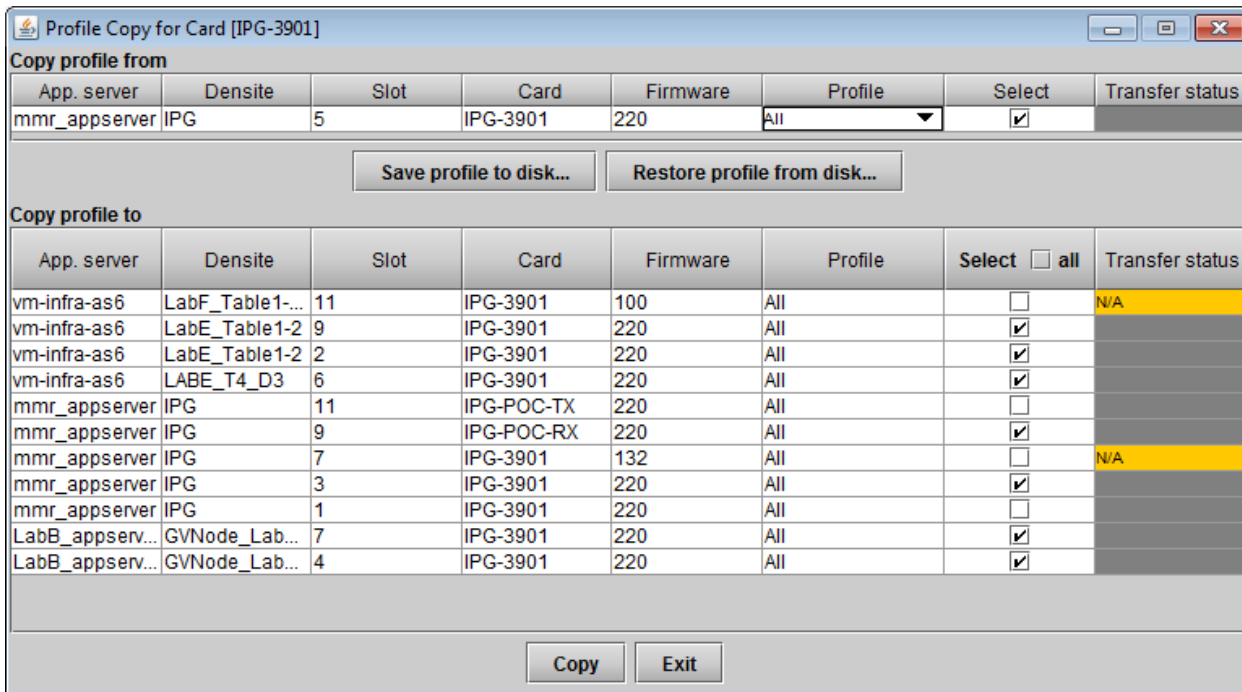 Profile Copy for Card [IPG-3901]
Copy profile from
App. server Densite Slot Card Firmware Profile Select Transfer status
mmr_appserver IPG 5 IPG-3901 220 All
Save profile to disk... Restore profile from disk...
Copy profile to
App. server Densite Slot Card Firmware Profile Select all Transfer status
vm-infra-as6 LabF_Table1-... 11 IPG-3901 100 All N/A
vm-infra-as6 LabE_Table1-2 9 IPG-3901 220 All
vm-infra-as6 LabE_Table1-2 2 IPG-3901 220 All
vm-infra-as6 LABE_T4_D3 6 IPG-3901 220 All
mmr_appserver IPG 11 IPG-POC-TX 220 All
mmr_appserver IPG 9 IPG-POC-RX 220 All
mmr_appserver IPG 7 IPG-3901 132 All N/A
mmr_appserver IPG 3 IPG-3901 220 All
mmr_appserver IPG 1 IPG-3901 220 All
LabB_appserv... GVNode_Lab... 7 IPG-3901 220 All
LabB_appserv... GVNode_Lab... 4 IPG-3901 220 All
Copy Exit